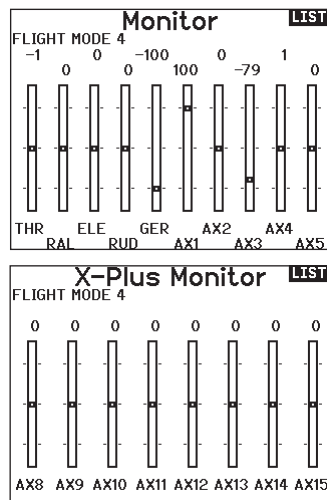 Monitor LIST
FLIGHT MODE 4
-1 0 -100 0 1
0 0 100 -79 0
THR ELE GER AX2 AX4
RAL RUD AX1 AX3 AX5
X-Plus Monitor LIST
FLIGHT MODE 4
0 0 0 0 0 0 0 0
AX8 AX9 AX10 AX11 AX12 AX13 AX14 AX15